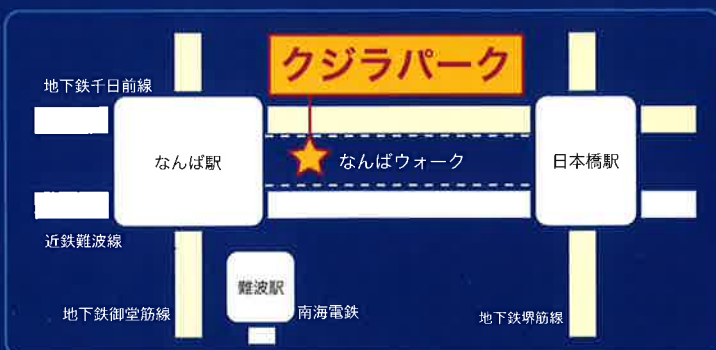 クジラパーク
地下鉄千日前線
なんば駅
なんばウォーク
日本橋駅
近鉄難波線
難波駅
地下鉄御堂筋線
南海電鉄
地下鉄堺筋線